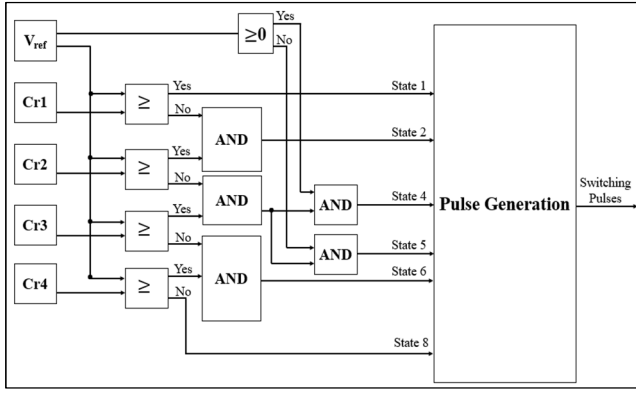 Vref
≥0
Yes
No
Cr1
≥
Yes
No
State 1
AND
State 2
Cr2
≥
Yes
No
AND
AND
State 4
Pulse Generation
Switching
Pulses
Cr3
≥
Yes
No
AND
State 5
AND
State 6
Cr4
≥
Yes
No
State 8